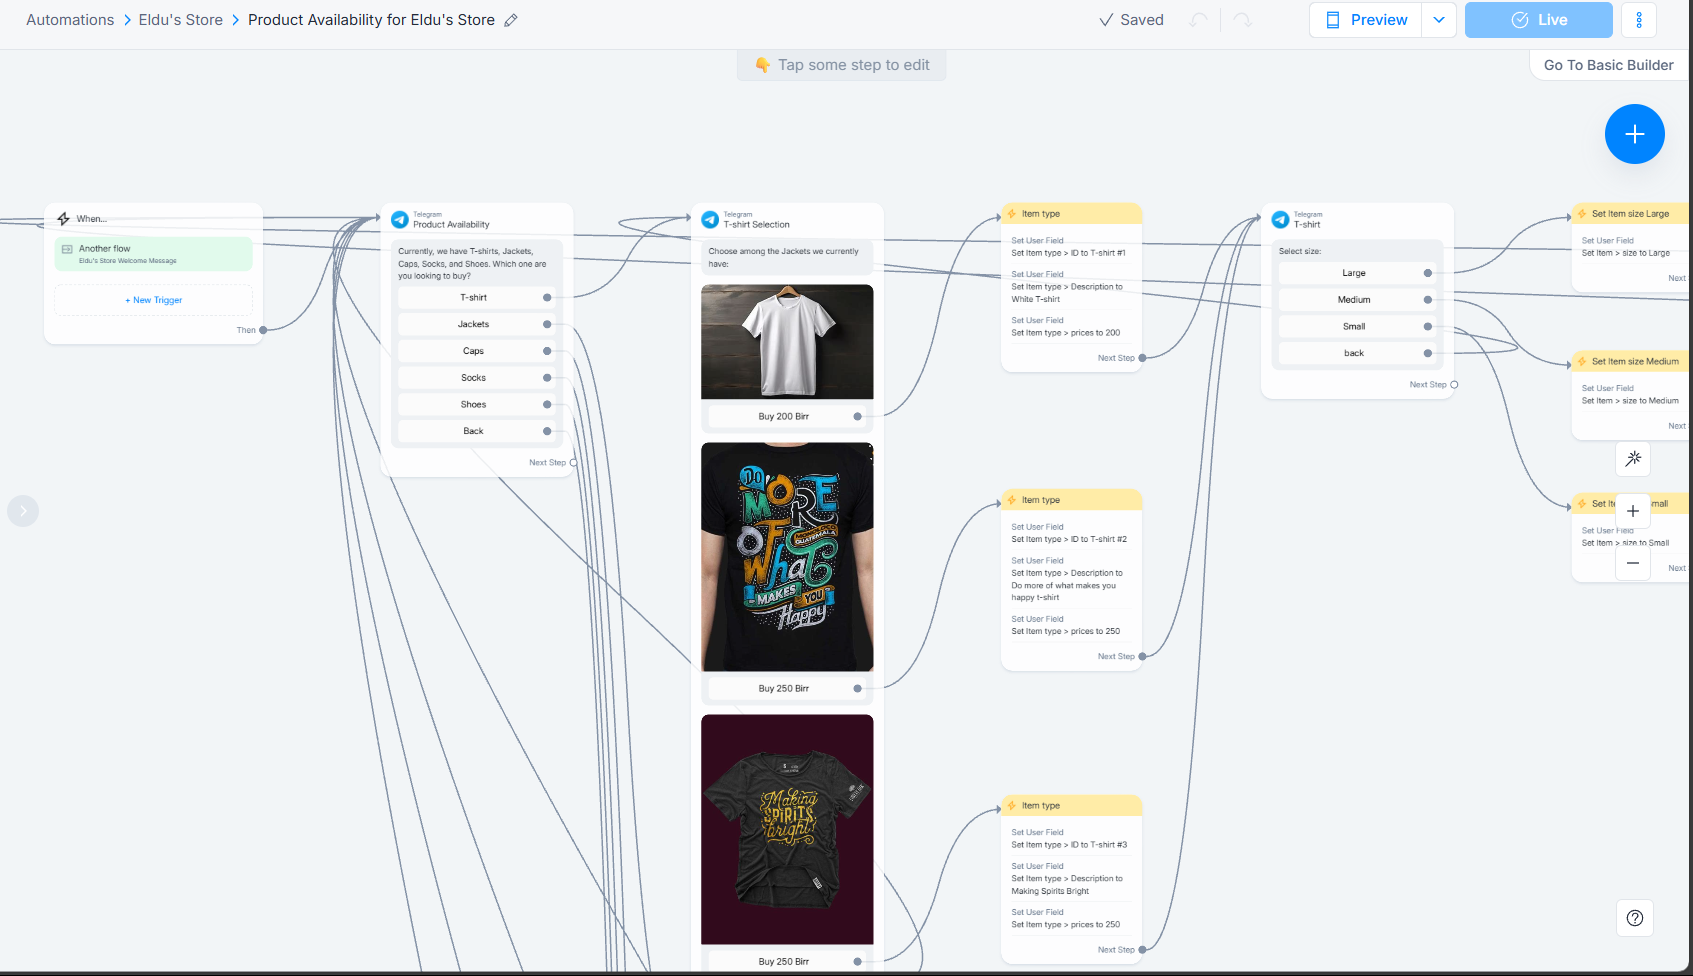 Automations > Eldu's Store > Product Availability for Eldu's Store
Saved
Preview
Live
Tap some step to edit
Go To Basic Builder
When...
Another flow
Eldu's Store Welcome Message
+ New Trigger
Then
Telegram
Product Availability
Currently, we have T-shirts, Jackets,
Caps, Socks, and Shoes. Which one are
you looking to buy?
T-shirt
Jackets
Caps
Socks
Shoes
Back
Next Step
Telegram
T-shirt Selection
Choose among the Jackets we currently
have:
Buy 200 Birr
DO
MORE
OF
WHAT
GUATEMALA
MAKES
YOU
Happy
Buy 250 Birr
Making
SPIRITS
bright
Buy 250 Birr
Item type
Set User Field
Set Item type > ID to T-shirt #1
Set User Field
Set Item type > Description to
White T-shirt
Set User Field
Set Item type > prices to 200
Next Step
Item type
Set User Field
Set Item type > ID to T-shirt #2
Set User Field
Set Item type > Description to
Do more of what makes you
happy t-shirt
Set User Field
Set Item type > prices to 250
Next Step
Item type
Set User Field
Set Item type > ID to T-shirt #3
Set User Field
Set Item type > Description to
Making Spirits Bright
Set User Field
Set Item type > prices to 250
Next Step
Telegram
T-shirt
Select size:
Large
Medium
Small
back
Next Step
Set Item size Large
Set User Field
Set Item > size to Large
Next
Set Item size Medium
Set User Field
Set Item > size to Medium
Next
Set User Field
Set Item > size to Small
Next